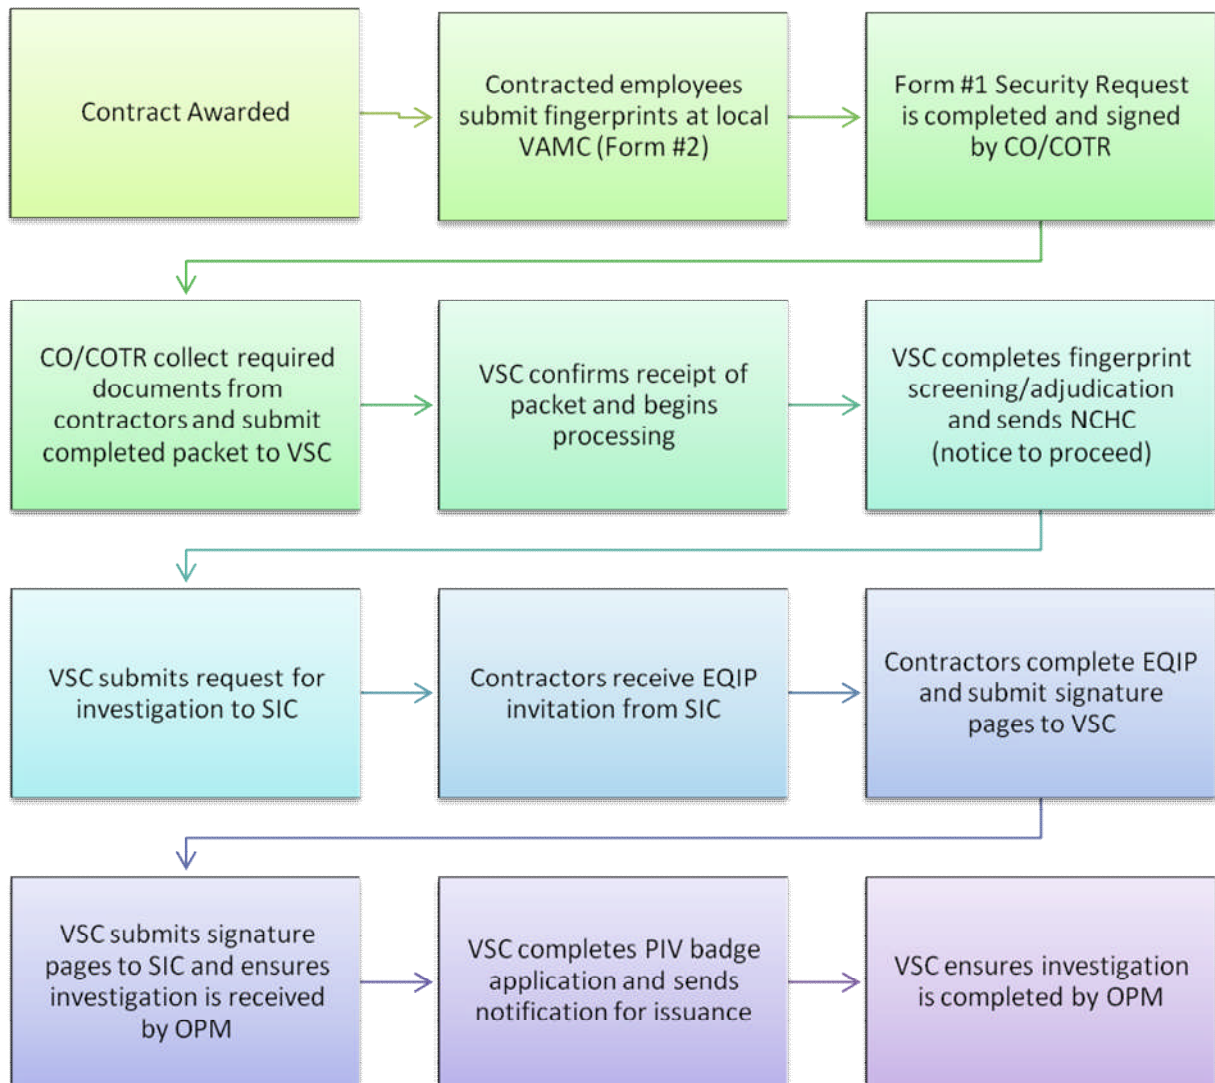 Contract Awarded
Contracted employees
submit fingerprints at local
VAMC (Form #2)
Form #1 Security Request
is completed and signed
by CO/COTR
CO/COTR collect required
documents from
contractors and submit
completed packet to VSC
VSC confirms receipt of
packet and begins
processing
VSC completes fingerprint
screening/adjudication
and sends NCHC
(notice to proceed)
VSC submits request for
investigation to SIC
Contractors receive EQIP
invitation from SIC
Contractors complete EQIP
and submit signature
pages to VSC
VSC submits signature
pages to SIC and ensures
investigation is received
by OPM
VSC completes PIV badge
application and sends
notification for issuance
VSC ensures investigation
is completed by OPM